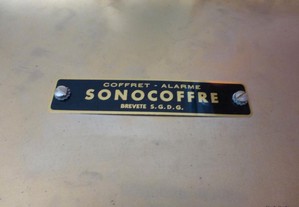 COFFRET - ALARME
SONOCOFFRE
BREVETE S.G.D.G.